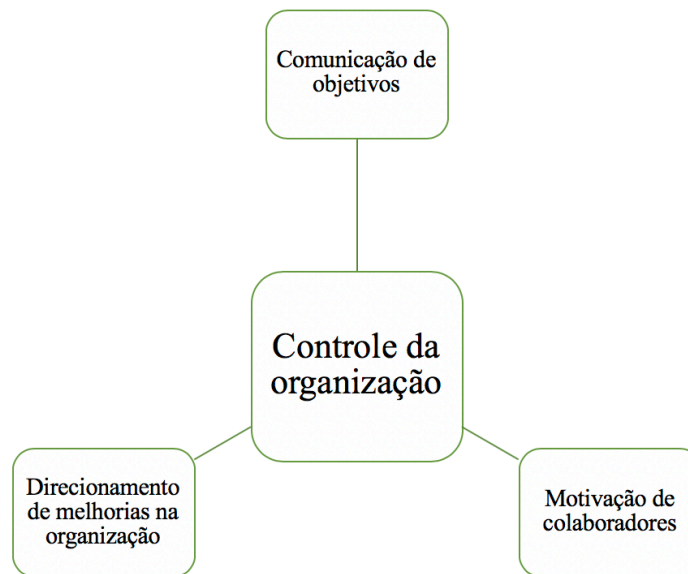 Comunicação de
objetivos
Controle da
organização
Direcionamento
de melhorias na
organização
Motivação de
colaboradores